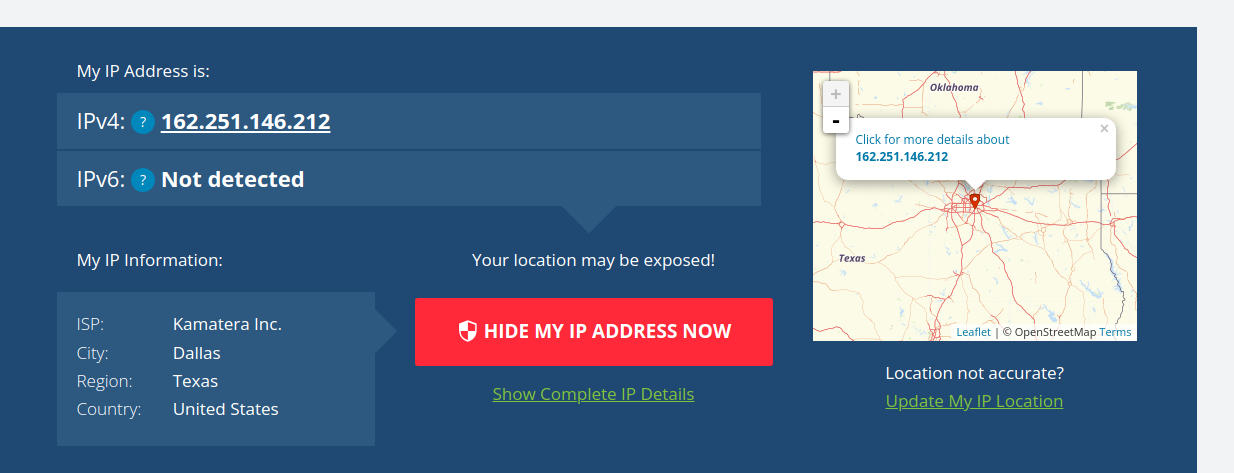 My IP Address is:
IPv4: ? 162.251.146.212
IPv6: ? Not detected
My IP Information:
ISP: Kamatera Inc.
City: Dallas
Region: Texas
Country: United States
Your location may be exposed!
HIDE MY IP ADDRESS NOW
Show Complete IP Details
+
-
Oklahoma
×
Click for more details about
162.251.146.212
Texas
Leaflet | © OpenStreetMap Terms
Location not accurate?
Update My IP Location